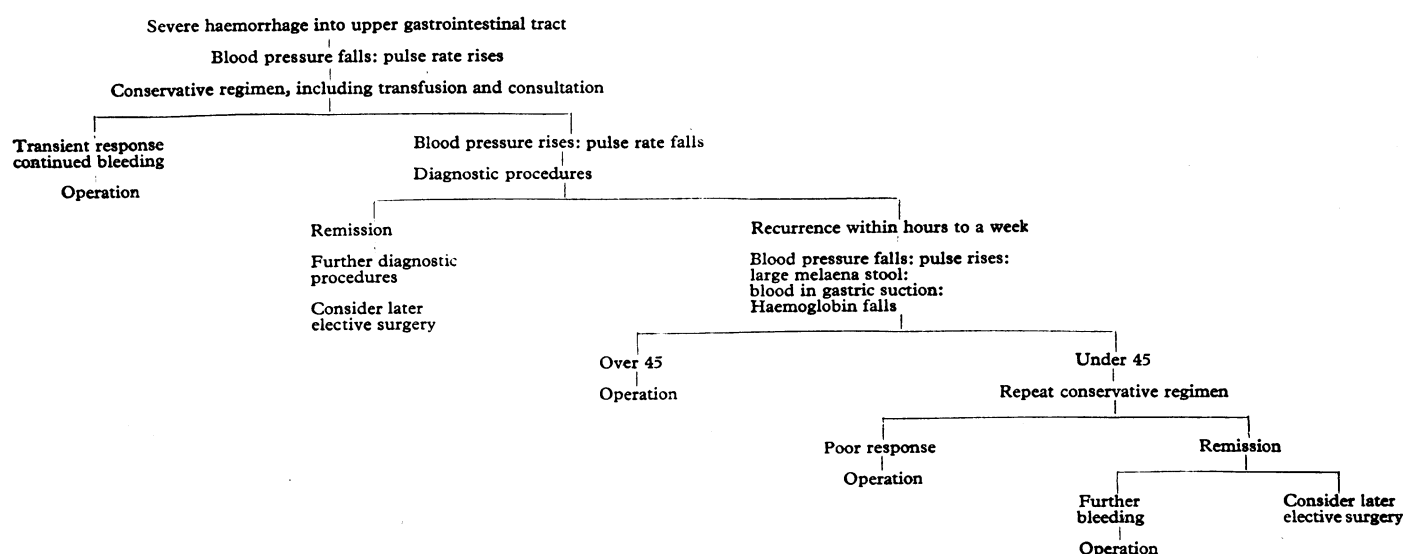 Severe haemorrhage into upper gastrointestinal tract
Blood pressure falls: pulse rate rises
Conservative regimen, including transfusion and consultation
Transient response
continued bleeding
Operation
Blood pressure rises: pulse rate falls
Diagnostic procedures
Remission
Further diagnostic
procedures
Consider later
elective surgery
Recurrence within hours to a week
Blood pressure falls: pulse rises:
large melaena stool:
blood in gastric suction:
Haemoglobin falls
Over 45
Operation
Under 45
Repeat conservative regimen
Poor response
Operation
Remission
Further
bleeding
Operation
Consider later
elective surgery